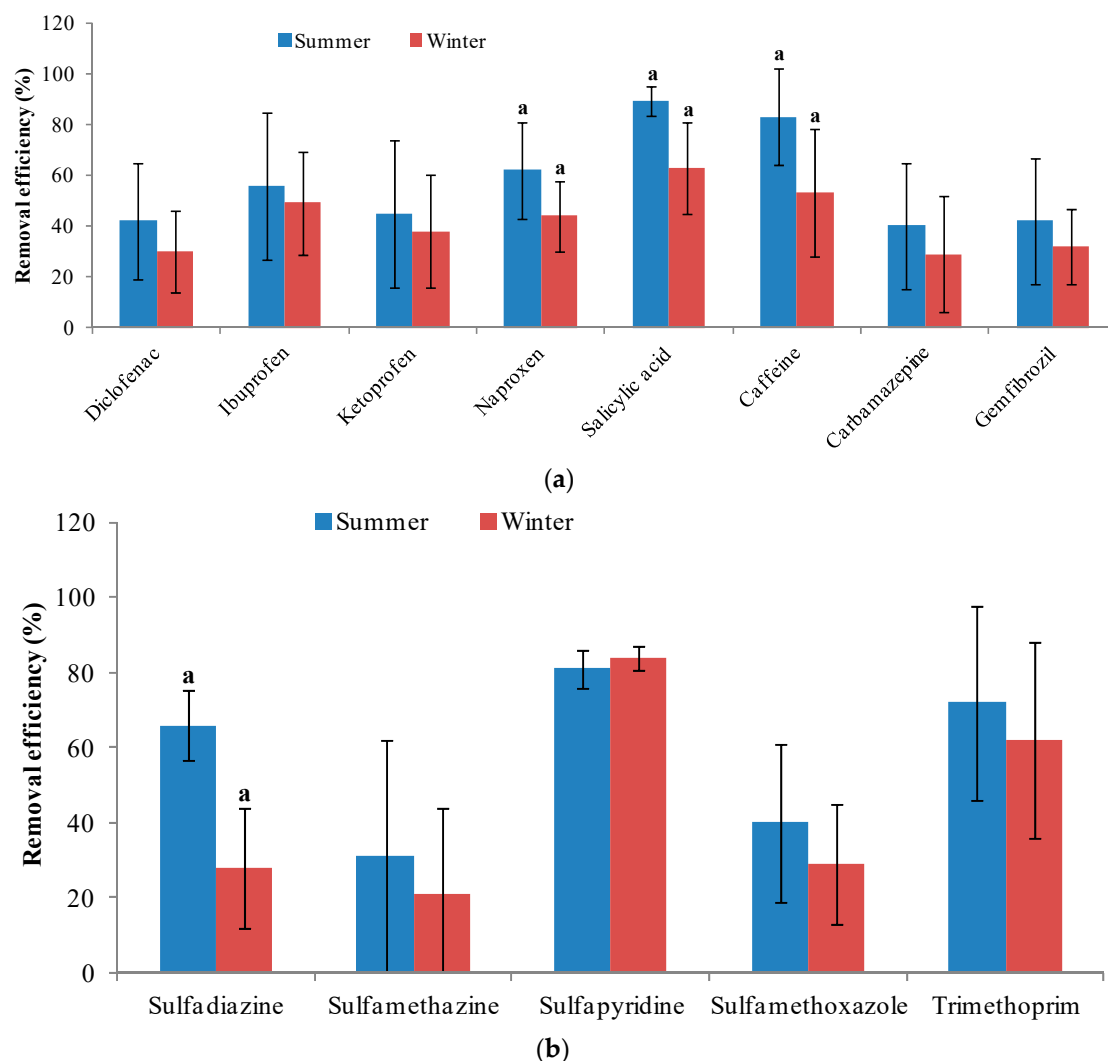 120
100
80
60
40
20
0
Removal efficiency (%)
Summer Winter
a a a a a a
Diclofenac Ibuprofen Ketoprofen Naproxen Salicylic acid Caffeine Carbamazepine Gemfibrozil
(a)
120
100
80
60
40
20
0
Removal efficiency (%)
Summer Winter
a
a
Sulfadiazine Sulfamethazine Sulfapyridine Sulfamethoxazole Trimethoprim
(b)